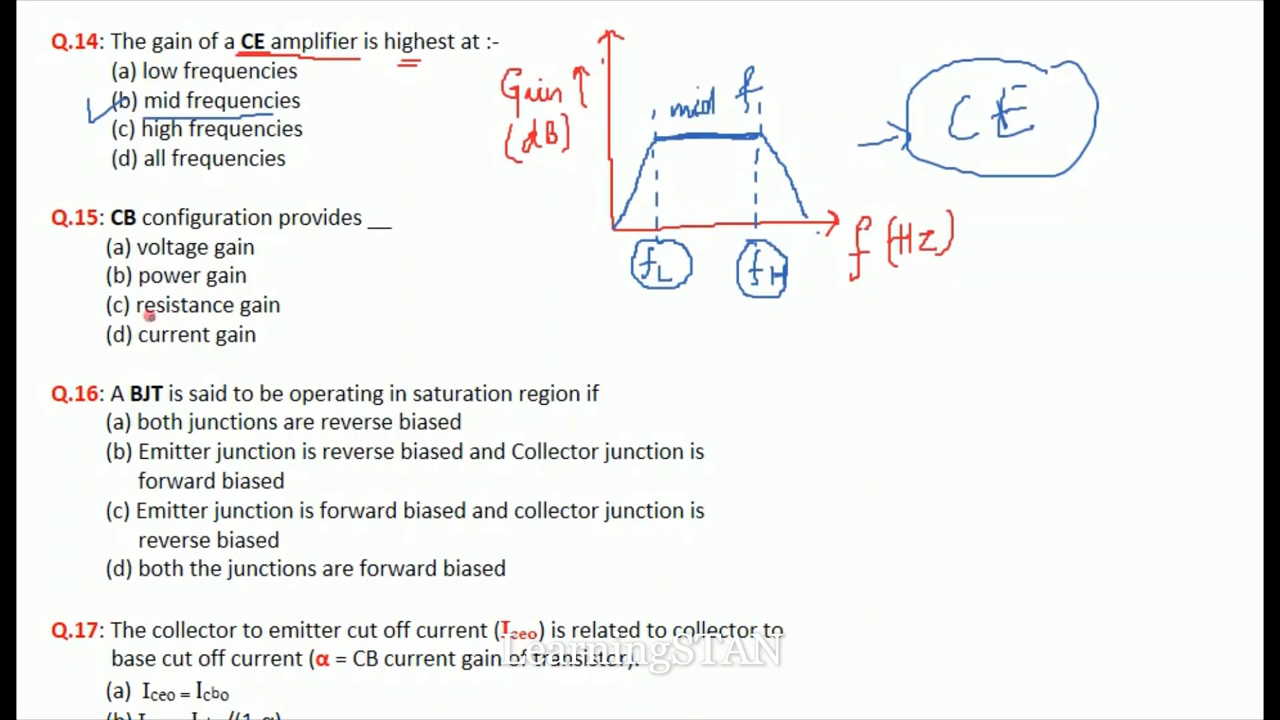 Q.14: The gain of a CE amplifier is highest at :-
(a) low frequencies
(b) mid frequencies
(c) high frequencies
(d) all frequencies
Gain
(dB)
mid f
CE
fL
fH
f (Hz)
Q.15: CB configuration provides __
(a) voltage gain
(b) power gain
(c) resistance gain
(d) current gain
Q.16: A BJT is said to be operating in saturation region if
(a) both junctions are reverse biased
(b) Emitter junction is reverse biased and Collector junction is
forward biased
(c) Emitter junction is forward biased and collector junction is
reverse biased
(d) both the junctions are forward biased
Q.17: The collector to emitter cut off current (Iceo) is related to collector to
base cut off current (α = CB current gain of transistor).
LearningSTAN
(a) Iceo = Icbo